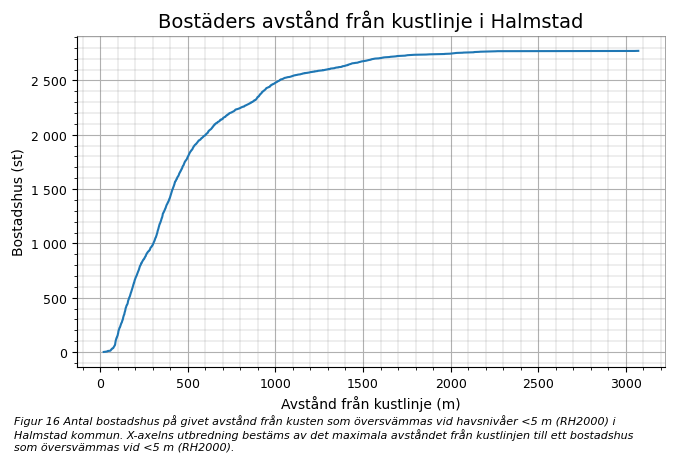 Bostäders avstånd från kustlinje i Halmstad
Bostadshus (st)
2 500
2 000
1 500
1 000
500
0
0 500 1000 1500 2000 2500 3000
Avstånd från kustlinje (m)
Figur 16 Antal bostadshus på givet avstånd från kusten som översvämmas vid havsnivåer <5 m (RH2000) i
Halmstad kommun. X-axelns utbredning bestäms av det maximala avståndet från kustlinjen till ett bostadshus
som översvämmas vid <5 m (RH2000).